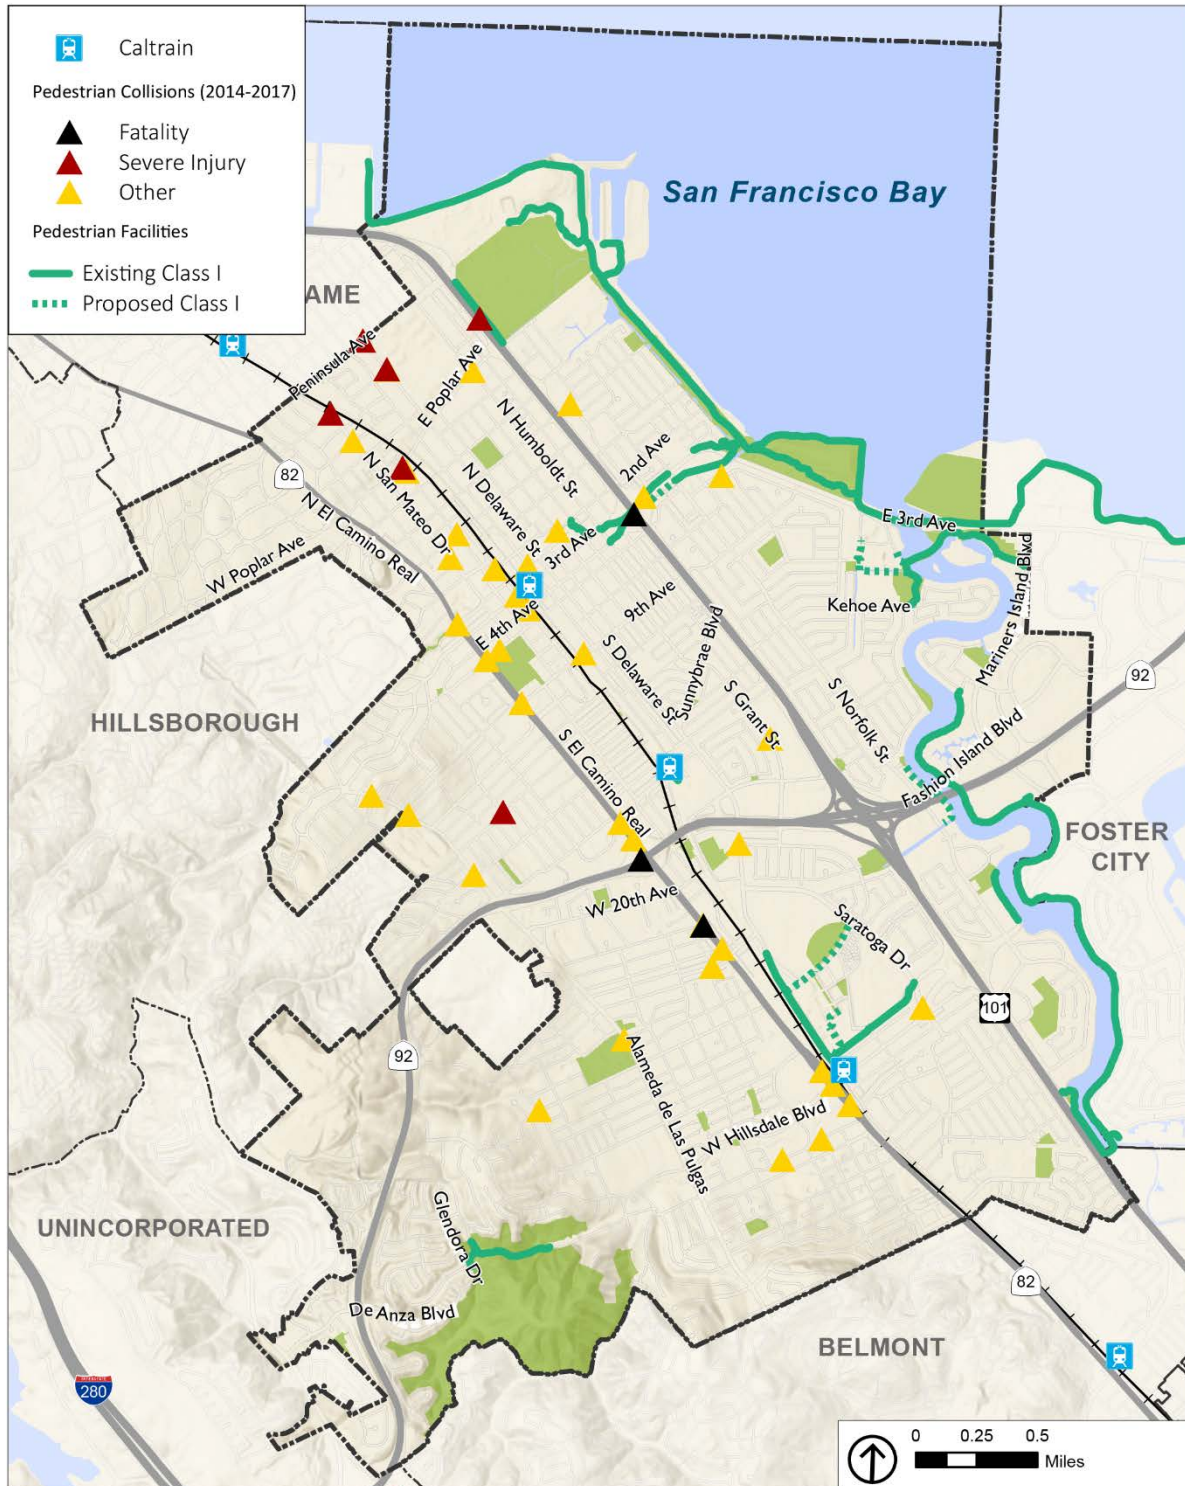 Caltrain
Pedestrian Collisions (2014-2017)
Fatality
Severe Injury
Other
Pedestrian Facilities
Existing Class I
Proposed Class I
San Francisco Bay
AME
Peninsula Ave
E Poplar Ave
N Humboldt St
2nd Ave
82
N San Mateo Dr
N Delaware St
N El Camino Real
3rd Ave
E 3rd Ave
W Poplar Ave
Kehoe Ave
Mariners Island Blvd
9th Ave
E 4th Ave
Sunnybrae Blvd
S Delaware St
S Grant St
S Norfolk St
92
HILLSBOROUGH
S El Camino Real
Fashion Island Blvd
FOSTER
CITY
W 20th Ave
Saratoga Dr
101
92
Alameda de Las Pulgas
W Hillsdale Blvd
UNINCORPORATED
Glendora Dr
De Anza Blvd
82
BELMONT
INTERSTATE
280
0 0.25 0.5
Miles